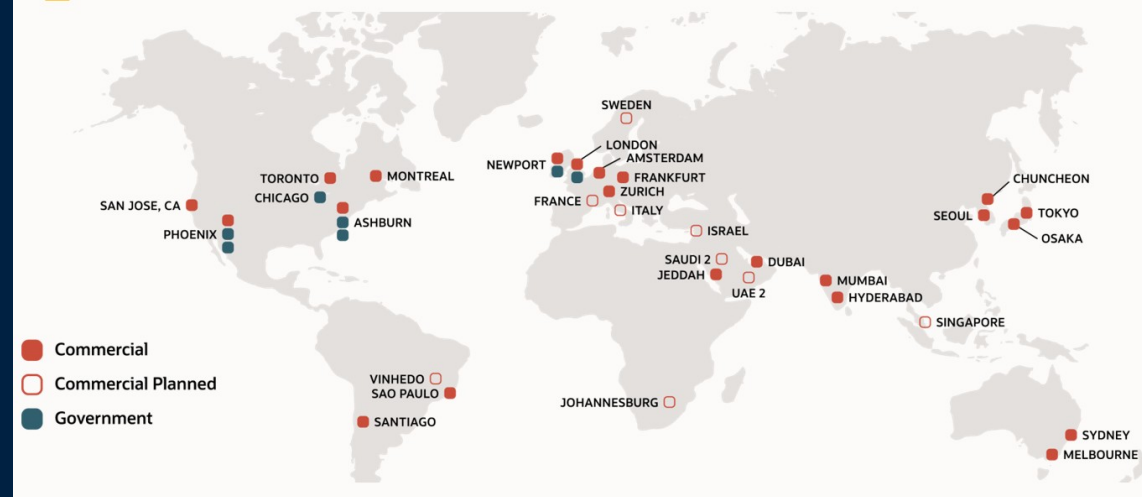 SWEDEN
LONDON
NEWPORT
AMSTERDAM
TORONTO
MONTREAL
FRANKFURT
CHUNCHEON
CHICAGO
ZURICH
SAN JOSE, CA
FRANCE
ITALY
SEOUL
TOKYO
ASHBURN
PHOENIX
ISRAEL
OSAKA
SAUDI 2
DUBAI
JEDDAH
MUMBAI
UAE 2
HYDERABAD
SINGAPORE
Commercial
VINHEDO
Commercial Planned
SAO PAULO
JOHANNESBURG
Government
SANTIAGO
SYDNEY
MELBOURNE